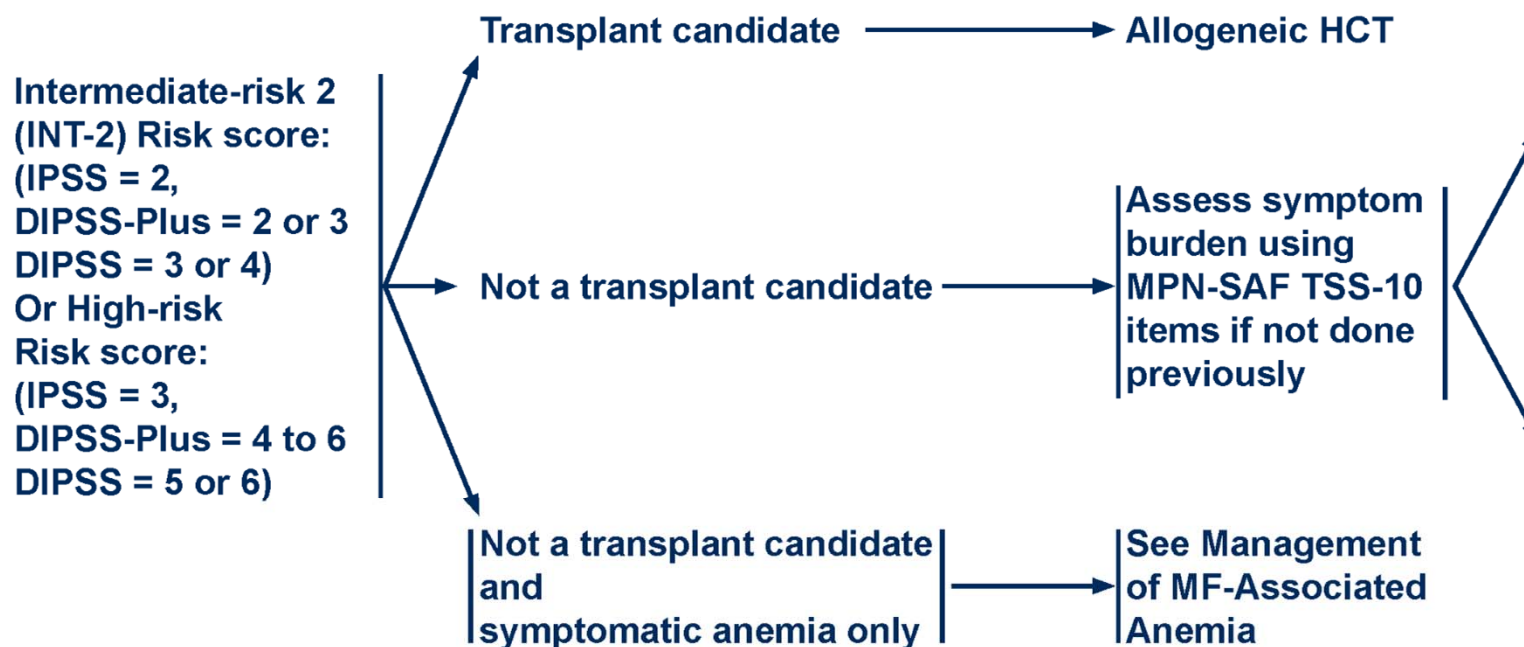 Transplant candidate
Allogeneic HCT
Intermediate-risk 2
(INT-2) Risk score:
(IPSS = 2,
DIPSS-Plus = 2 or 3
DIPSS = 3 or 4)
Or High-risk
Risk score:
(IPSS = 3,
DIPSS-Plus = 4 to 6
DIPSS = 5 or 6)
Not a transplant candidate
Assess symptom
burden using
MPN-SAF TSS-10
items if not done
previously
Not a transplant candidate
and
symptomatic anemia only
See Management
of MF-Associated
Anemia